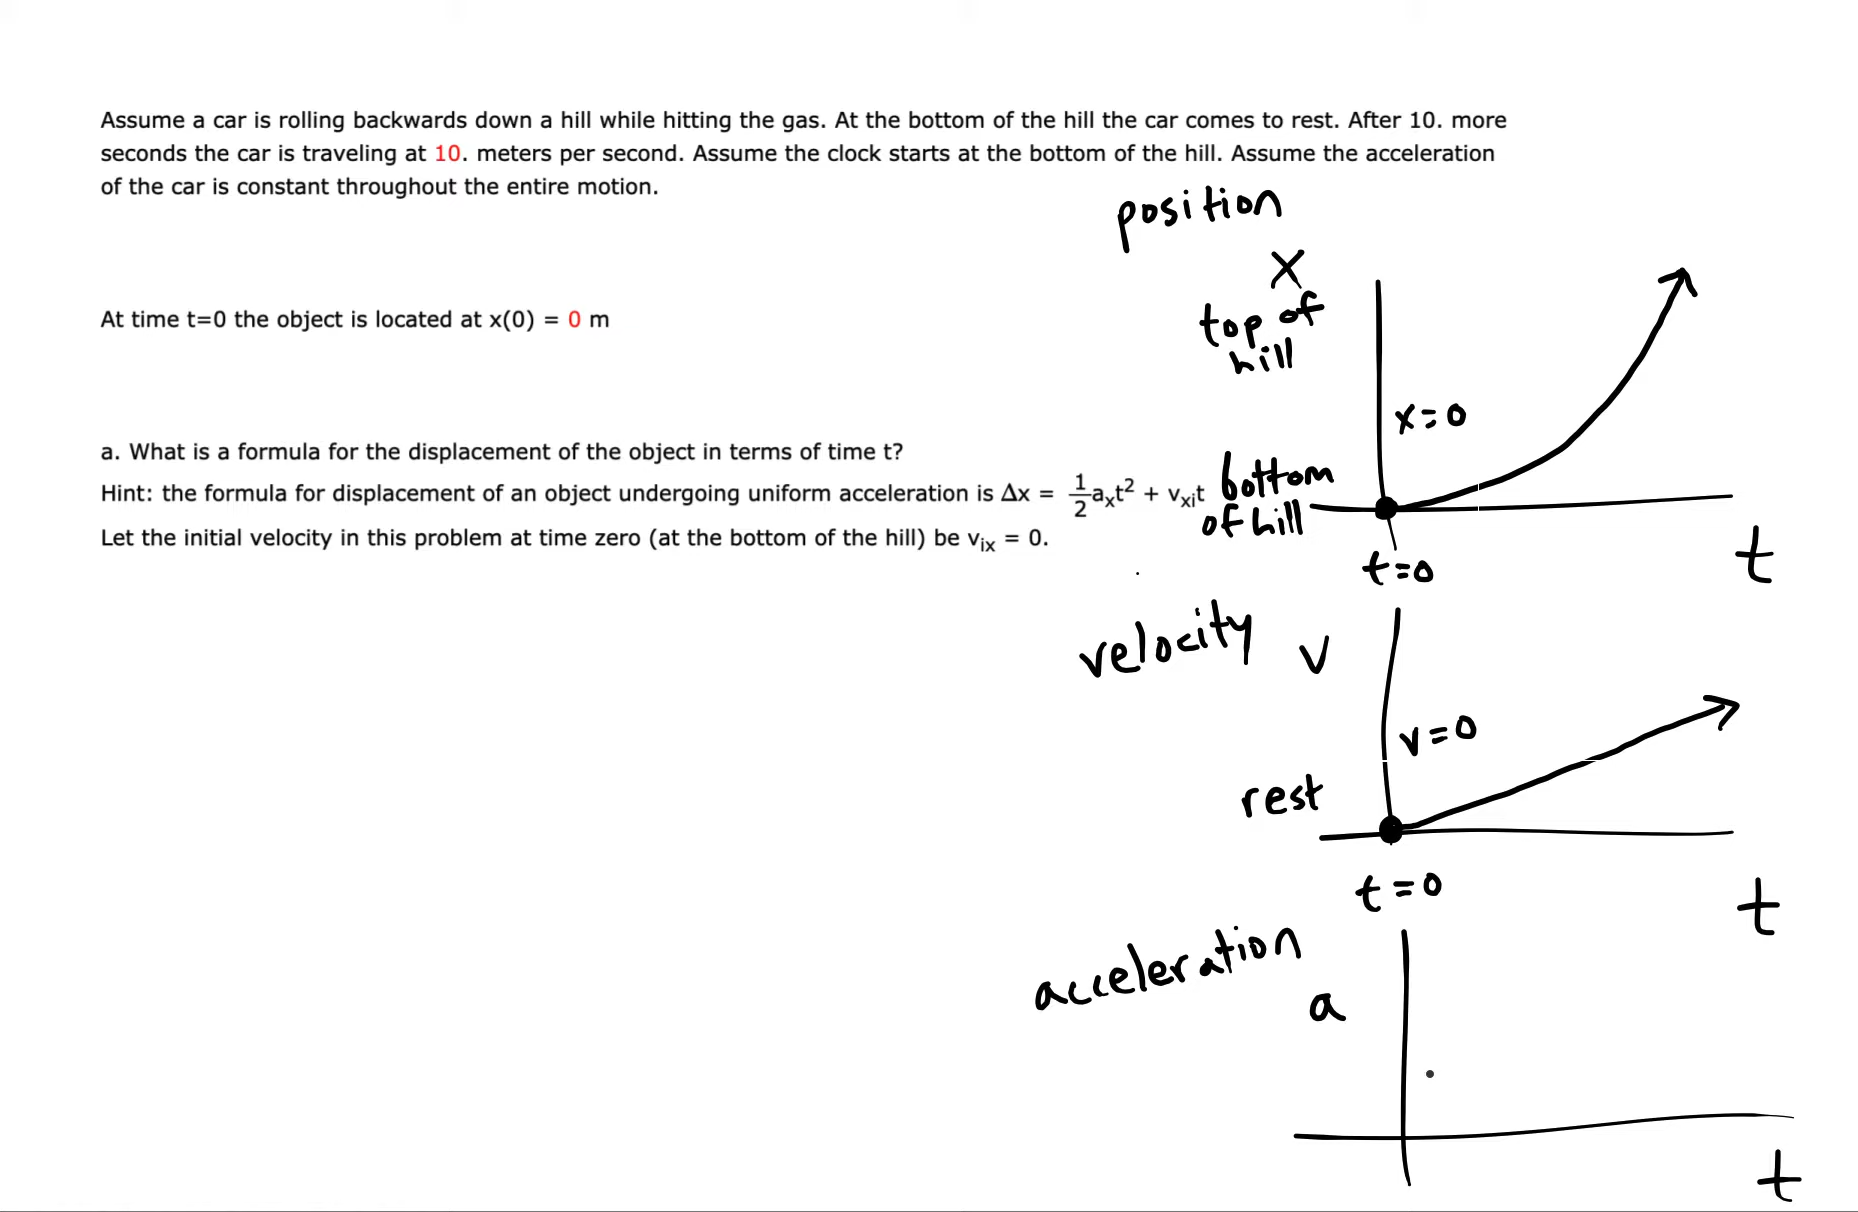 Assume a car is rolling backwards down a hill while hitting the gas. At the bottom of the hill the car comes to rest. After 10. more
seconds the car is traveling at 10. meters per second. Assume the clock starts at the bottom of the hill. Assume the acceleration
of the car is constant throughout the entire motion.
At time t=0 the object is located at x(0) = 0 m
a. What is a formula for the displacement of the object in terms of time t?
Hint: the formula for displacement of an object undergoing uniform acceleration is Δx = 1/2 aₓt² + vₓᵢt
Let the initial velocity in this problem at time zero (at the bottom of the hill) be vᵢₓ = 0.
position
x
top of
hill
x=0
bottom
of hill
t=0
t
velocity
v
v=0
rest
t=0
t
acceleration
a
t